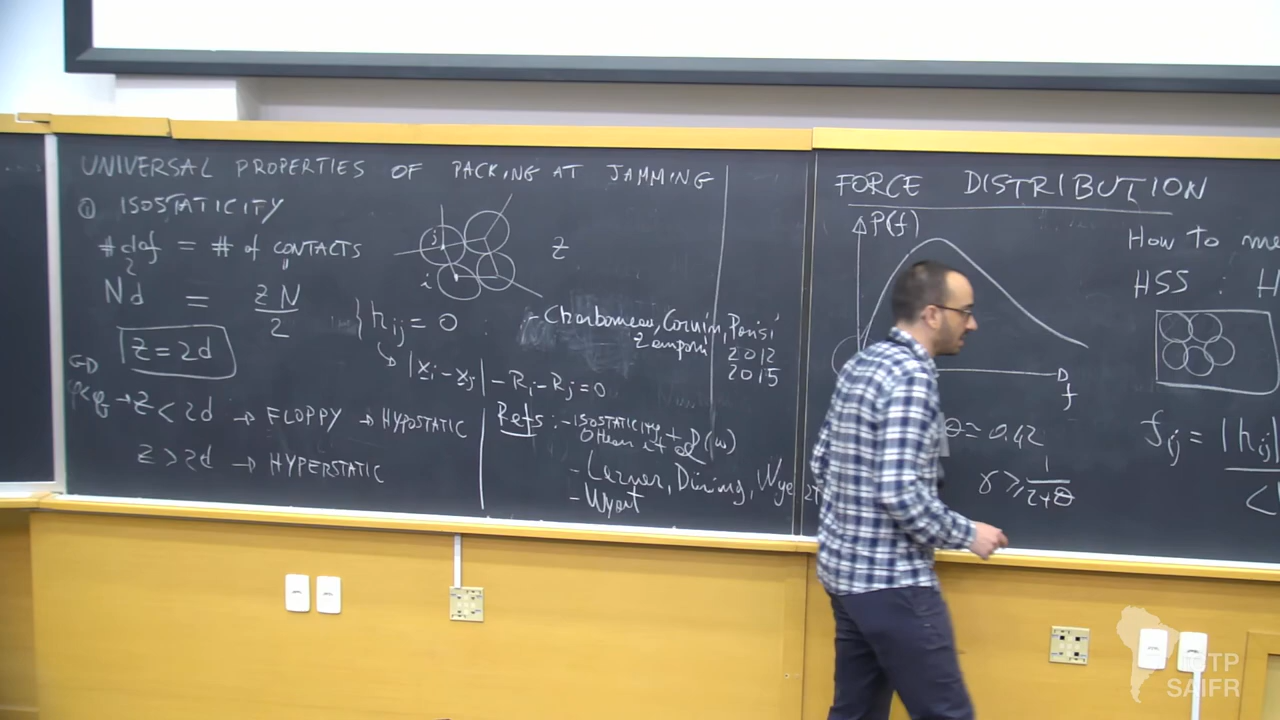 UNIVERSAL PROPERTIES OF PACKING AT JAMMING
① ISOSTATICITY
# dof = # of CONTACTS
Nd = zN/2
z = 2d
z < 2d → FLOPPY → HYPOSTATIC
z > 2d → HYPERSTATIC
j
i
z
h_ij = 0 :
|x_i - x_j| - R_i - R_j = 0
- Charbonneau, Corwin, Parisi
Zamponi 2012
2015
Refs : - ISOSTATICITY
+ D(ω)
- Lerner, Düring, Wya
- Wyart
FORCE DISTRIBUTION
P(f)
f
θ ≃ 0.42
γ ⩾ 1/(2+θ)
How to me
HSS : H
f_ij = |h_ij|
<
ICTP
SAIFR